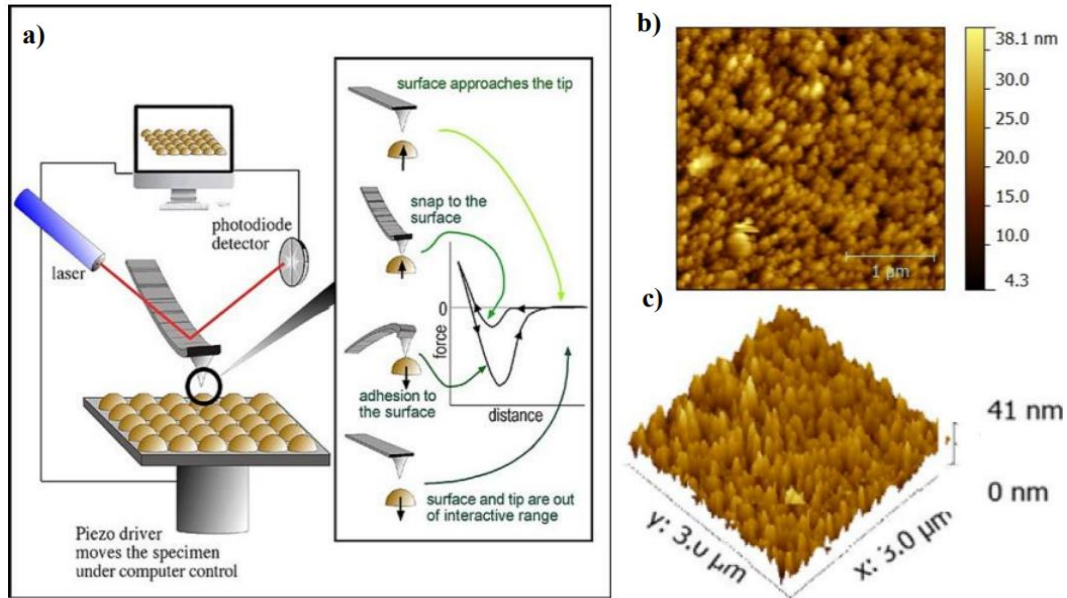 a)
surface approaches the tip
snap to the
surface
photodiode
detector
laser
0
force
distance
adhesion to
the surface
surface and tip are out
of interactive range
Piezo driver
moves the specimen
under computer control
b)
38.1 nm
30.0
25.0
20.0
15.0
10.0
4.3
1 µm
c)
41 nm
0 nm
y: 3.0 µm
x: 3.0 µm